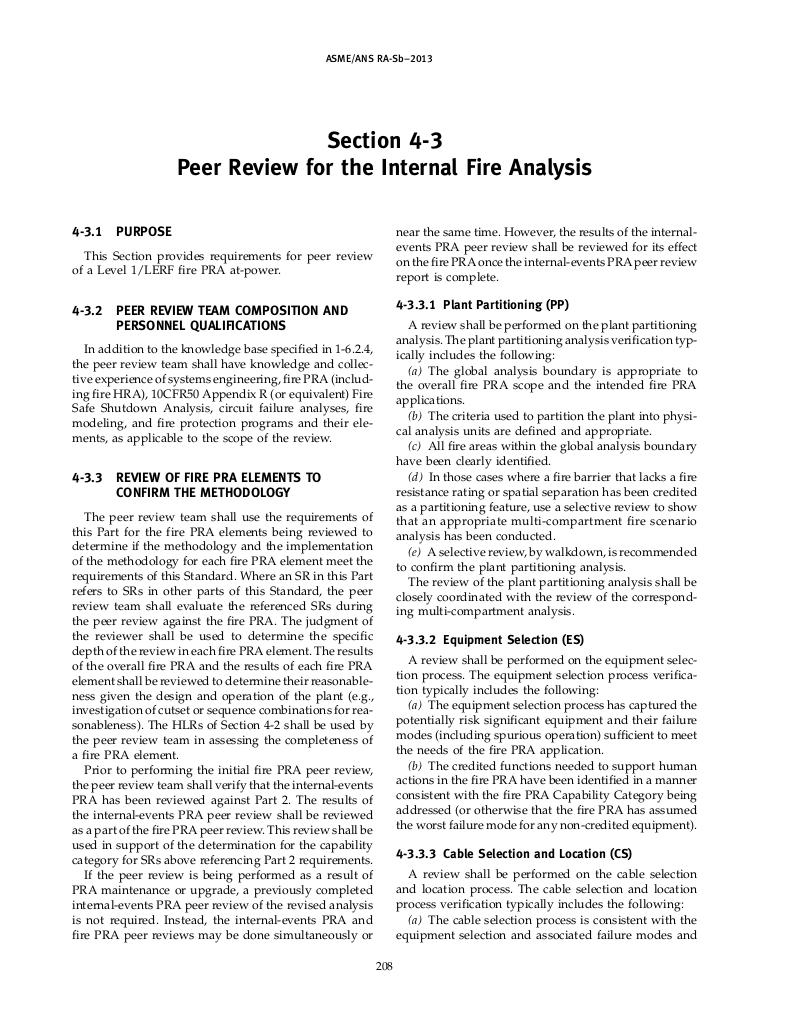 ASME/ANS RA-Sb–2013
Section 4-3
Peer Review for the Internal Fire Analysis
4-3.1 PURPOSE
This Section provides requirements for peer review
of a Level 1/LERF fire PRA at-power.
4-3.2 PEER REVIEW TEAM COMPOSITION AND
PERSONNEL QUALIFICATIONS
In addition to the knowledge base specified in 1-6.2.4,
the peer review team shall have knowledge and collec-
tive experience of systems engineering, fire PRA (includ-
ing fire HRA), 10CFR50 Appendix R (or equivalent) Fire
Safe Shutdown Analysis, circuit failure analyses, fire
modeling, and fire protection programs and their ele-
ments, as applicable to the scope of the review.
4-3.3 REVIEW OF FIRE PRA ELEMENTS TO
CONFIRM THE METHODOLOGY
The peer review team shall use the requirements of
this Part for the fire PRA elements being reviewed to
determine if the methodology and the implementation
of the methodology for each fire PRA element meet the
requirements of this Standard. Where an SR in this Part
refers to SRs in other parts of this Standard, the peer
review team shall evaluate the referenced SRs during
the peer review against the fire PRA. The judgment of
the reviewer shall be used to determine the specific
depth of the review in each fire PRA element. The results
of the overall fire PRA and the results of each fire PRA
element shall be reviewed to determine their reasonable-
ness given the design and operation of the plant (e.g.,
investigation of cutset or sequence combinations for rea-
sonableness). The HLRs of Section 4-2 shall be used by
the peer review team in assessing the completeness of
a fire PRA element.
Prior to performing the initial fire PRA peer review,
the peer review team shall verify that the internal-events
PRA has been reviewed against Part 2. The results of
the internal-events PRA peer review shall be reviewed
as a part of the fire PRA peer review. This review shall be
used in support of the determination for the capability
category for SRs above referencing Part 2 requirements.
If the peer review is being performed as a result of
PRA maintenance or upgrade, a previously completed
internal-events PRA peer review of the revised analysis
is not required. Instead, the internal-events PRA and
fire PRA peer reviews may be done simultaneously or
near the same time. However, the results of the internal-
events PRA peer review shall be reviewed for its effect
on the fire PRA once the internal-events PRA peer review
report is complete.
4-3.3.1 Plant Partitioning (PP)
A review shall be performed on the plant partitioning
analysis. The plant partitioning analysis verification typ-
ically includes the following:
(a) The global analysis boundary is appropriate to
the overall fire PRA scope and the intended fire PRA
applications.
(b) The criteria used to partition the plant into physi-
cal analysis units are defined and appropriate.
(c) All fire areas within the global analysis boundary
have been clearly identified.
(d) In those cases where a fire barrier that lacks a fire
resistance rating or spatial separation has been credited
as a partitioning feature, use a selective review to show
that an appropriate multi-compartment fire scenario
analysis has been conducted.
(e) A selective review, by walkdown, is recommended
to confirm the plant partitioning analysis.
The review of the plant partitioning analysis shall be
closely coordinated with the review of the correspond-
ing multi-compartment analysis.
4-3.3.2 Equipment Selection (ES)
A review shall be performed on the equipment selec-
tion process. The equipment selection process verifica-
tion typically includes the following:
(a) The equipment selection process has captured the
potentially risk significant equipment and their failure
modes (including spurious operation) sufficient to meet
the needs of the fire PRA application.
(b) The credited functions needed to support human
actions in the fire PRA have been identified in a manner
consistent with the fire PRA Capability Category being
addressed (or otherwise that the fire PRA has assumed
the worst failure mode for any non-credited equipment).
4-3.3.3 Cable Selection and Location (CS)
A review shall be performed on the cable selection
and location process. The cable selection and location
process verification typically includes the following:
(a) The cable selection process is consistent with the
equipment selection and associated failure modes and
208